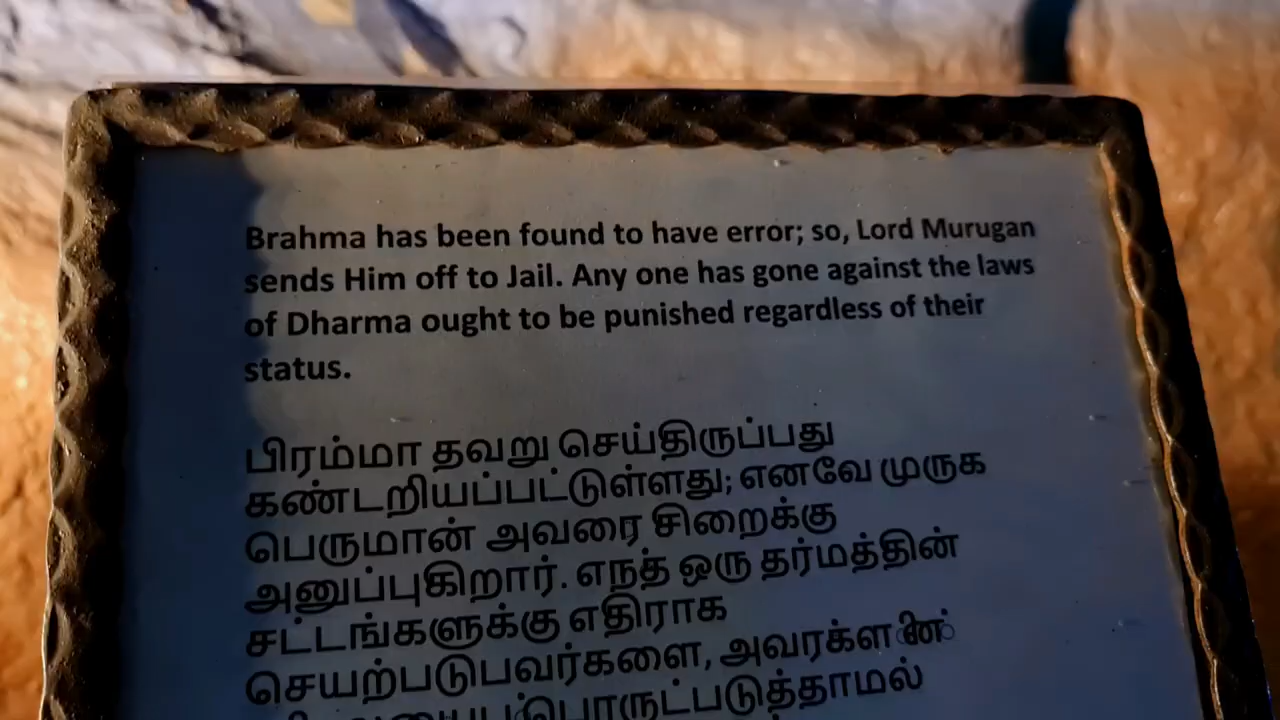 Brahma has been found to have error; so, Lord Murugan
sends Him off to Jail. Any one has gone against the laws
of Dharma ought to be punished regardless of their
status.
பிரம்மா தவறு செய்திருப்பது
கண்டறியப்பட்டுள்ளது; எனவே முருக
பெருமான் அவரை சிறைக்கு
அனுப்புகிறார். எநத் ஒரு தர்மத்தின்
சட்டங்களுக்கு எதிராக
செயற்படுபவர்களை,